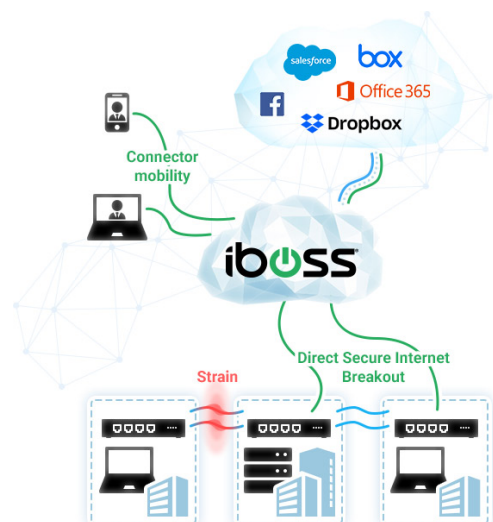 salesforce
box
Office 365
Dropbox
Connector
mobility
iboss
Strain
Direct Secure Internet
Breakout